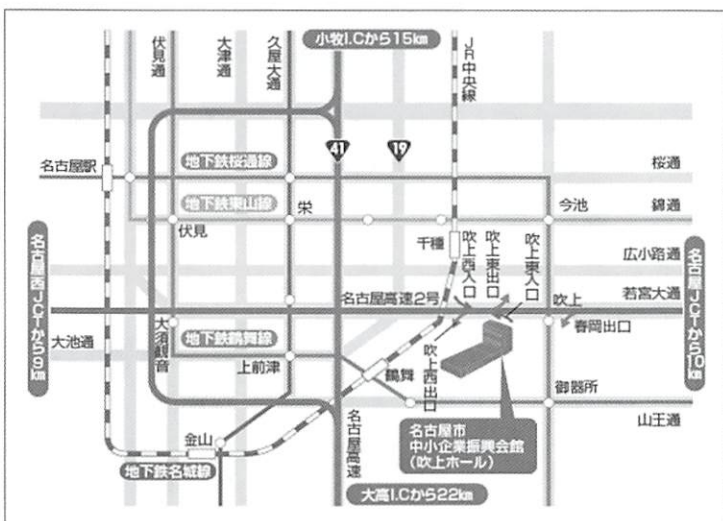 小牧I.Cから15km
伏見通
大津通
久屋大通
JR中央線
41
19
名古屋駅
地下鉄桜通線
桜通
地下鉄東山線
栄
今池
錦通
伏見
千種
吹上西入口
吹上東出口
吹上東入口
広小路通
名古屋西JCTから9km
名古屋高速2号
吹上
若宮大通
名古屋JCTから10km
春岡出口
大池通
大須観音
地下鉄鶴舞線
上前津
鶴舞
吹上西出口
御器所
山王通
金山
名古屋高速
名古屋市
中小企業振興会館
(吹上ホール)
地下鉄名城線
大高I.Cから22km